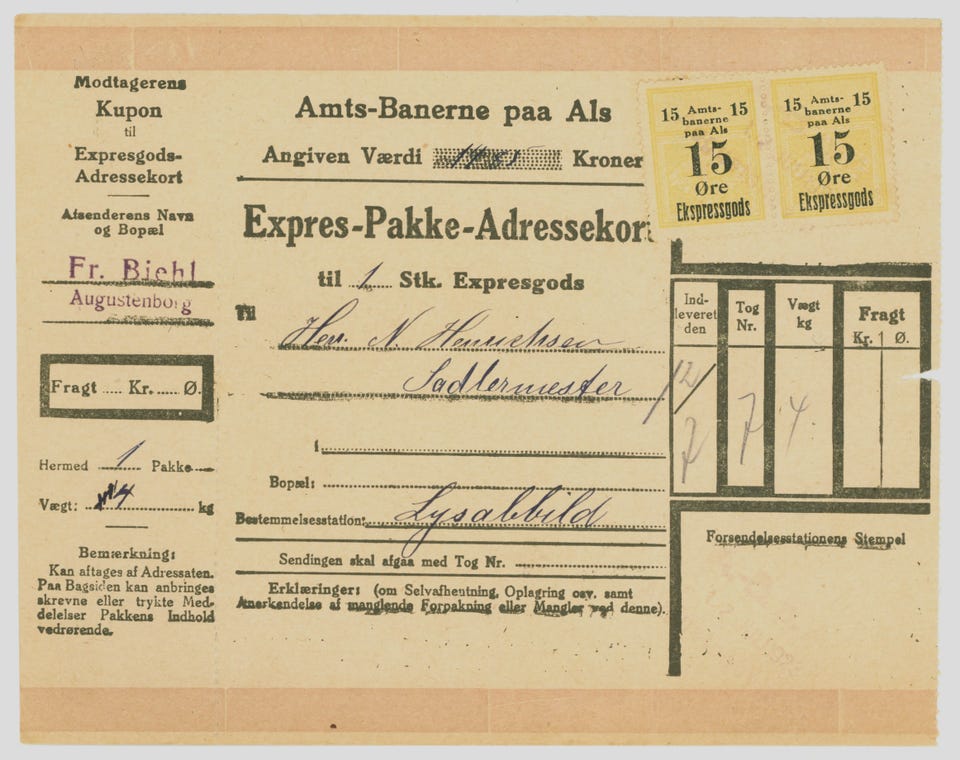 Modtagerens
Kupon
til
Expresgods-
Adressekort
Afsenderens Navn
og Bopæl
Fr. Biehl
Augustenborg
Fragt ..... Kr. .... Ø.
Hermed 1 Pakke
Vægt: 4 kg
Bemærkning:
Kan aftages af Adressaten.
Paa Bagsiden kan anbringes
skrevne eller trykte Med-
delelser Pakkens Indhold
vedrørende.
Amts-Banerne paa Als
Angiven Værdi Kroner
Expres-Pakke-Adressekort
til 1 Stk. Expresgods
Til
Herr. N. Henrichsen
Sadlermester
i
Bopæl:
Bestemmelsesstation: Lysabbild
Sendingen skal afgaa med Tog Nr.
Erklæringer: (om Selvafhentning, Oplagring osv. samt
Anerkendelse af manglende Forpakning eller Mangler ved denne).
15 Amts- 15
banerne
paa Als
15
Øre
Ekspressgods
15 Amts- 15
banerne
paa Als
15
Øre
Ekspressgods
Ind-
leveret
den
12/
7
Tog
Nr.
7
Vægt
kg
4
Fragt
Kr. 1 Ø.
Forsendelsesstationens Stempel